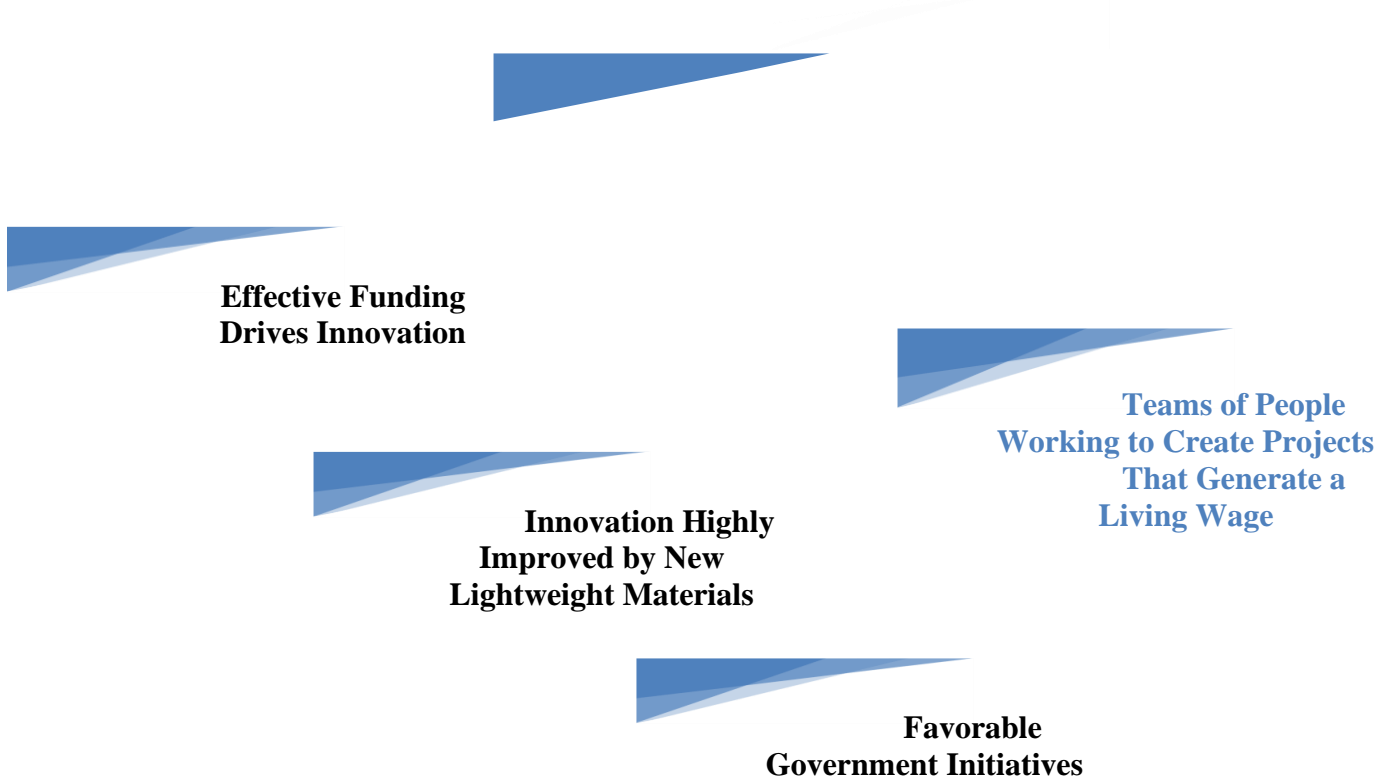 Effective Funding
Drives Innovation
Teams of People
Working to Create Projects
That Generate a
Living Wage
Innovation Highly
Improved by New
Lightweight Materials
Favorable
Government Initiatives